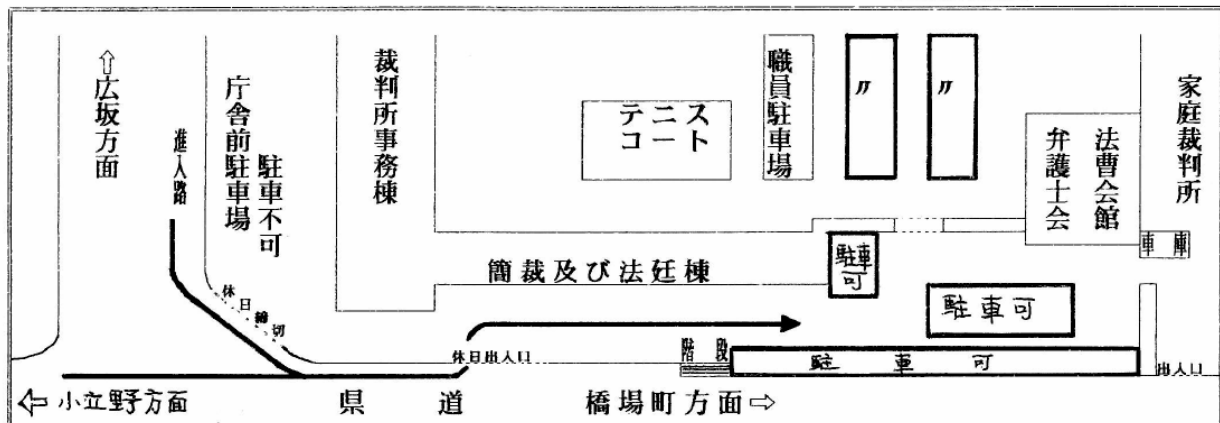 ⇧広坂方面
進入路
庁舎前駐車場
駐車不可
休日締切
裁判所事務棟
テニス
コート
職員駐車場
〃
〃
家庭裁判所
法曹会館
弁護士会
車庫
簡裁及び法廷棟
駐車
可
駐車可
休日出入口
階段
駐車可
出入口
⇦小立野方面
県道
橋場町方面⇨